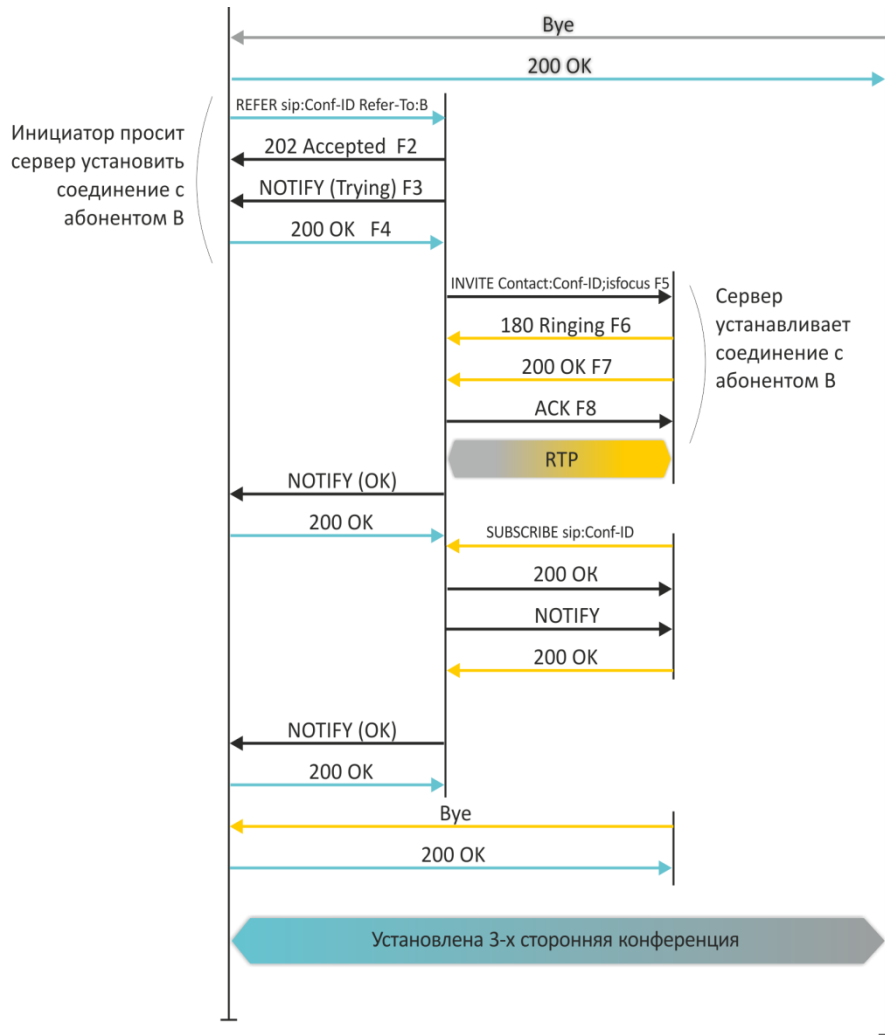 Bye
200 OK
REFER sip:Conf-ID Refer-To:B
Инициатор просит
сервер установить
соединение с
абонентом B
202 Accepted F2
NOTIFY (Trying) F3
200 OK F4
INVITE Contact:Conf-ID;isfocus F5
180 Ringing F6
200 OK F7
ACK F8
Сервер
устанавливает
соединение с
абонентом B
RTP
NOTIFY (OK)
200 OK
SUBSCRIBE sip:Conf-ID
200 OK
NOTIFY
200 OK
NOTIFY (OK)
200 OK
Bye
200 OK
Установлена 3-х сторонняя конференция